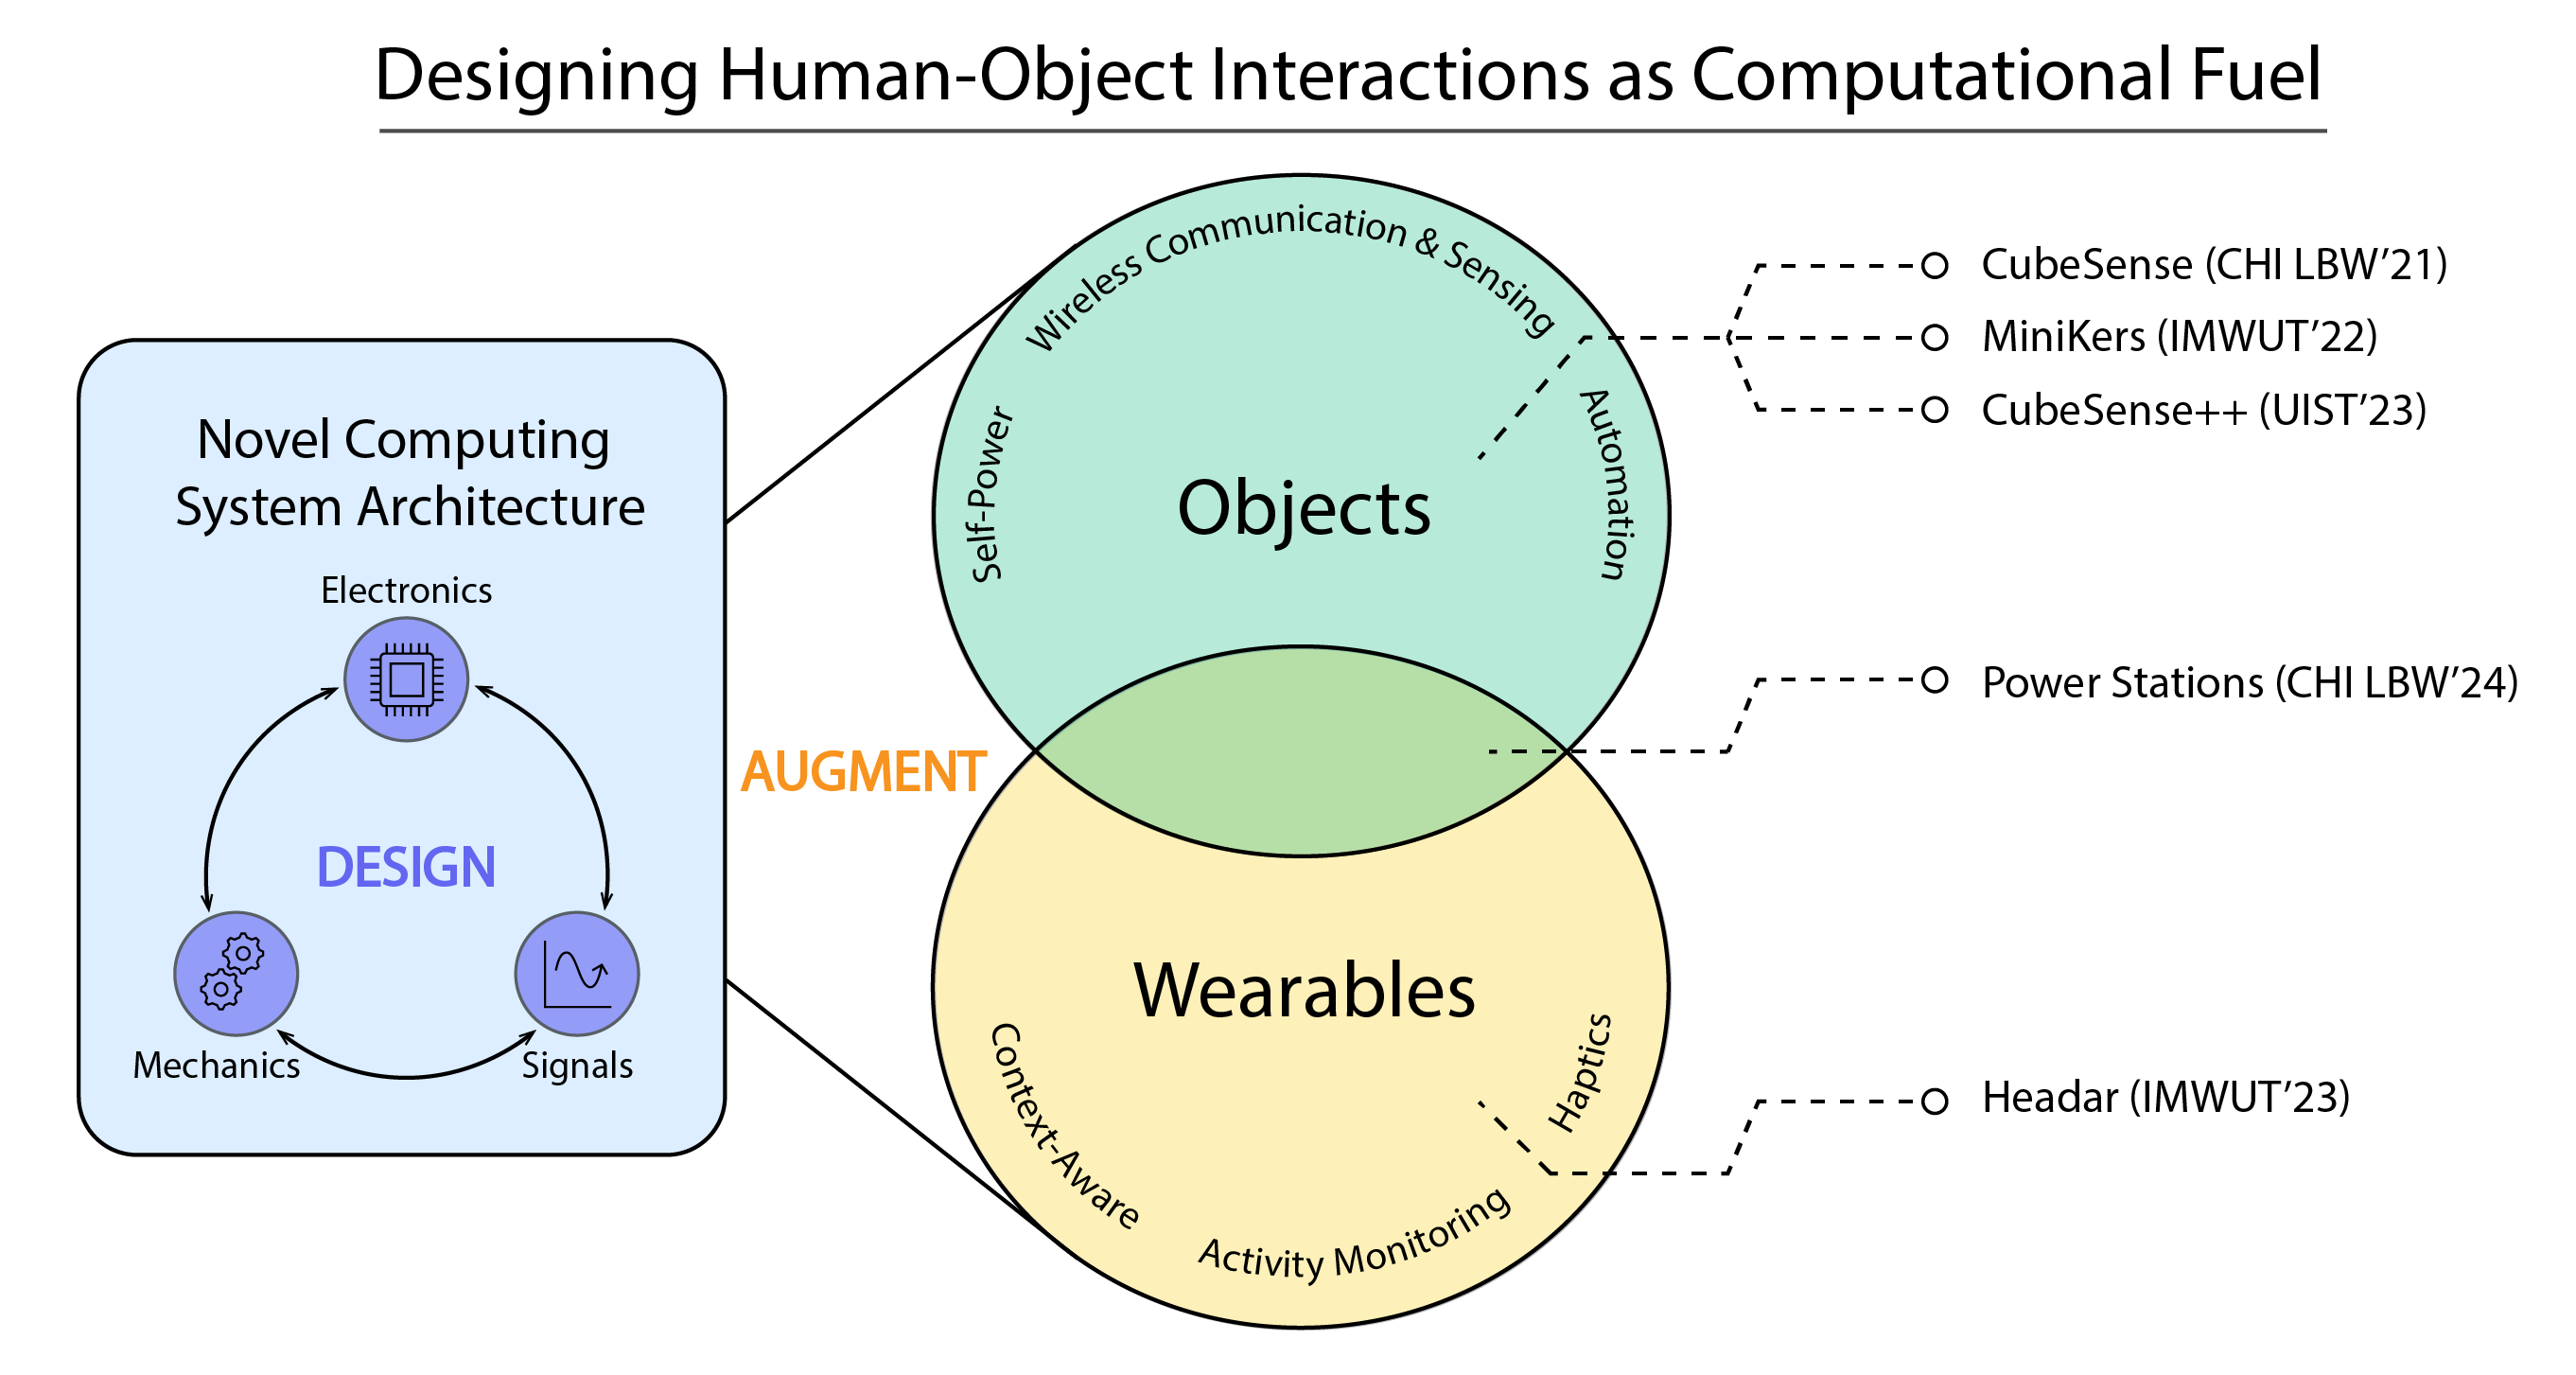 Designing Human-Object Interactions as Computational Fuel
Novel Computing
System Architecture
Electronics
DESIGN
Mechanics
Signals
AUGMENT
Wireless Communication & Sensing
Self-Power
Automation
Objects
Wearables
Context-Aware
Activity Monitoring
Haptics
CubeSense (CHI LBW’21)
MiniKers (IMWUT’22)
CubeSense++ (UIST’23)
Power Stations (CHI LBW’24)
Headar (IMWUT’23)